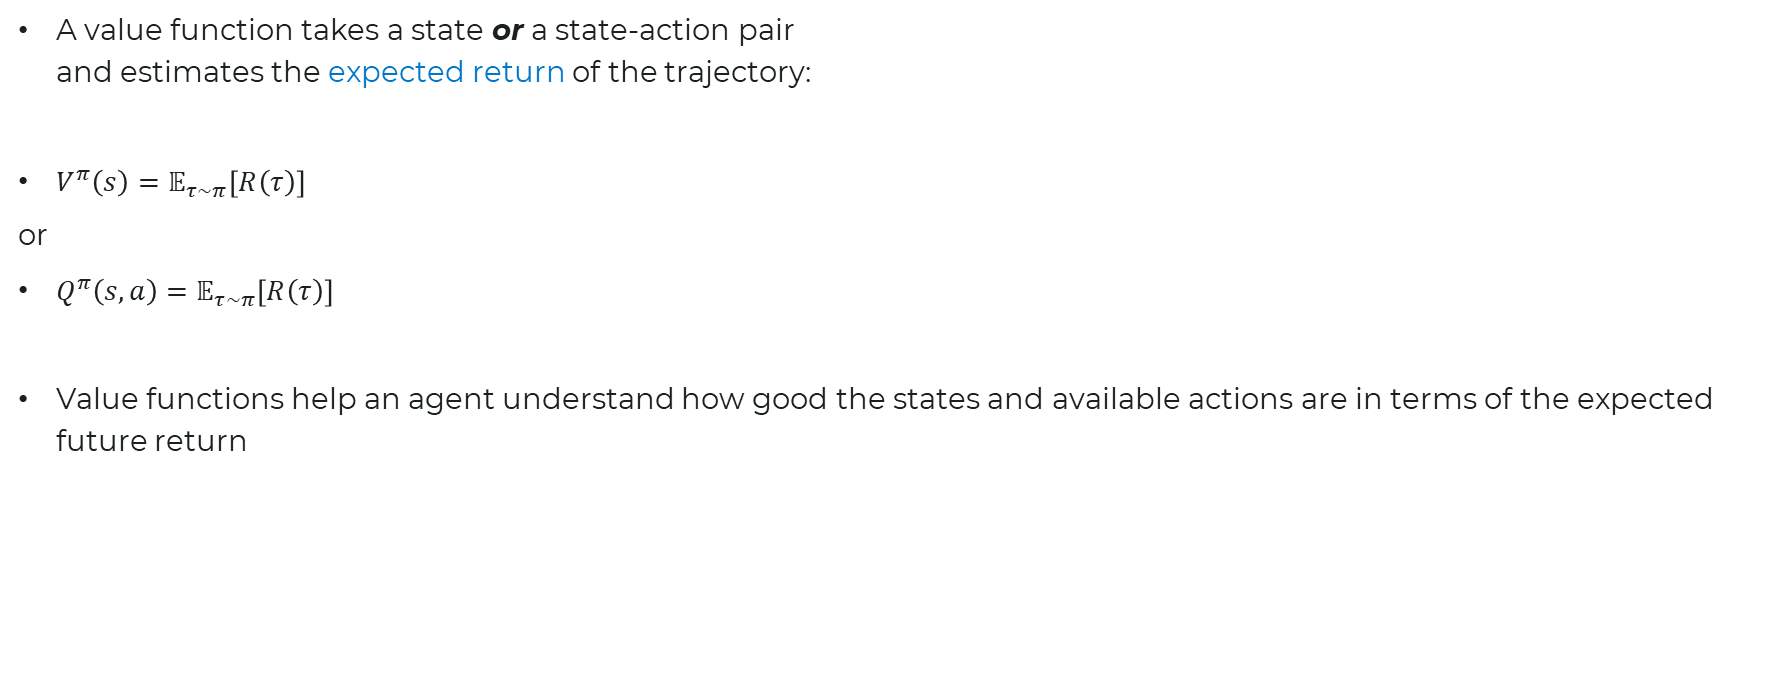 • A value function takes a state or a state-action pair
and estimates the expected return of the trajectory:
• V^π(s) = 𝔼_{τ~π}[R(τ)]
or
• Q^π(s, a) = 𝔼_{τ~π}[R(τ)]
• Value functions help an agent understand how good the states and available actions are in terms of the expected
future return